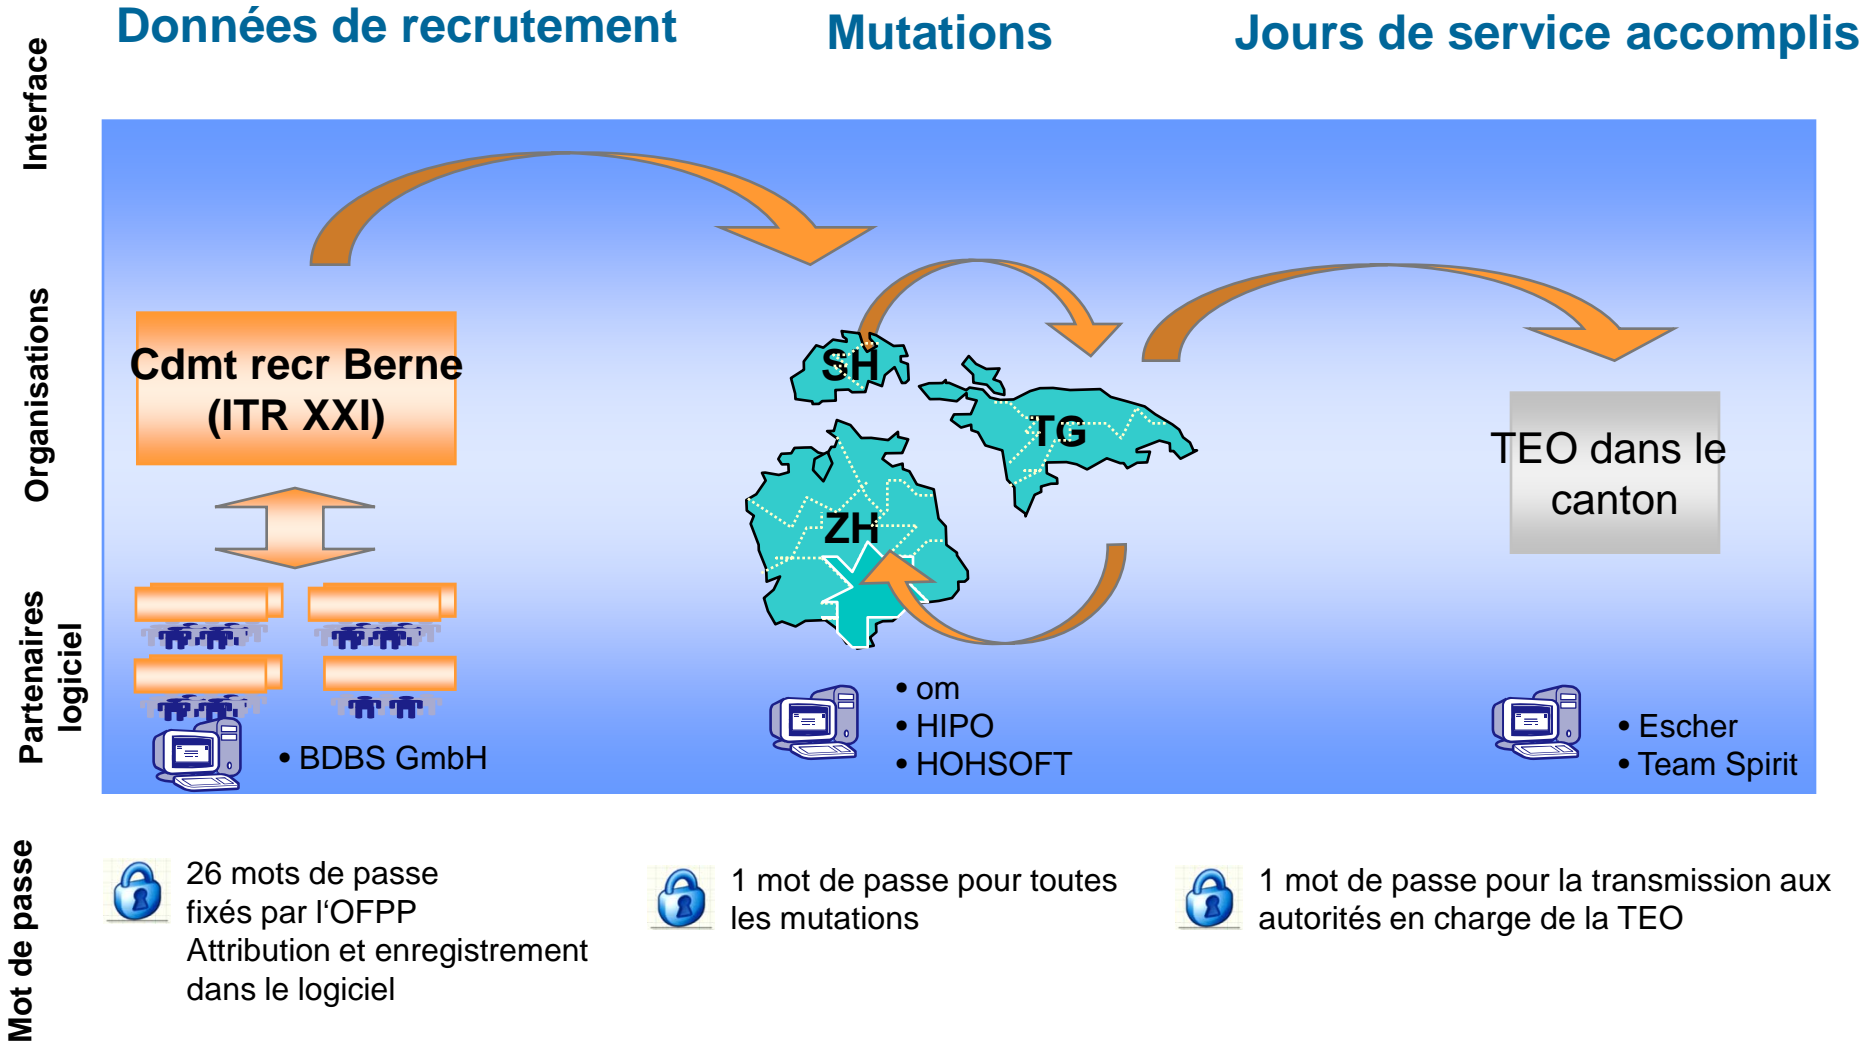 Données de recrutement
Mutations
Jours de service accomplis
Interface
Organisations
Cdmt recr Berne
(ITR XXI)
SH
TG
ZH
TEO dans le
canton
Partenaires
logiciel
• BDBS GmbH
• om
• HIPO
• HOHSOFT
• Escher
• Team Spirit
Mot de passe
26 mots de passe
fixés par l‘OFPP
Attribution et enregistrement
dans le logiciel
1 mot de passe pour toutes
les mutations
1 mot de passe pour la transmission aux
autorités en charge de la TEO